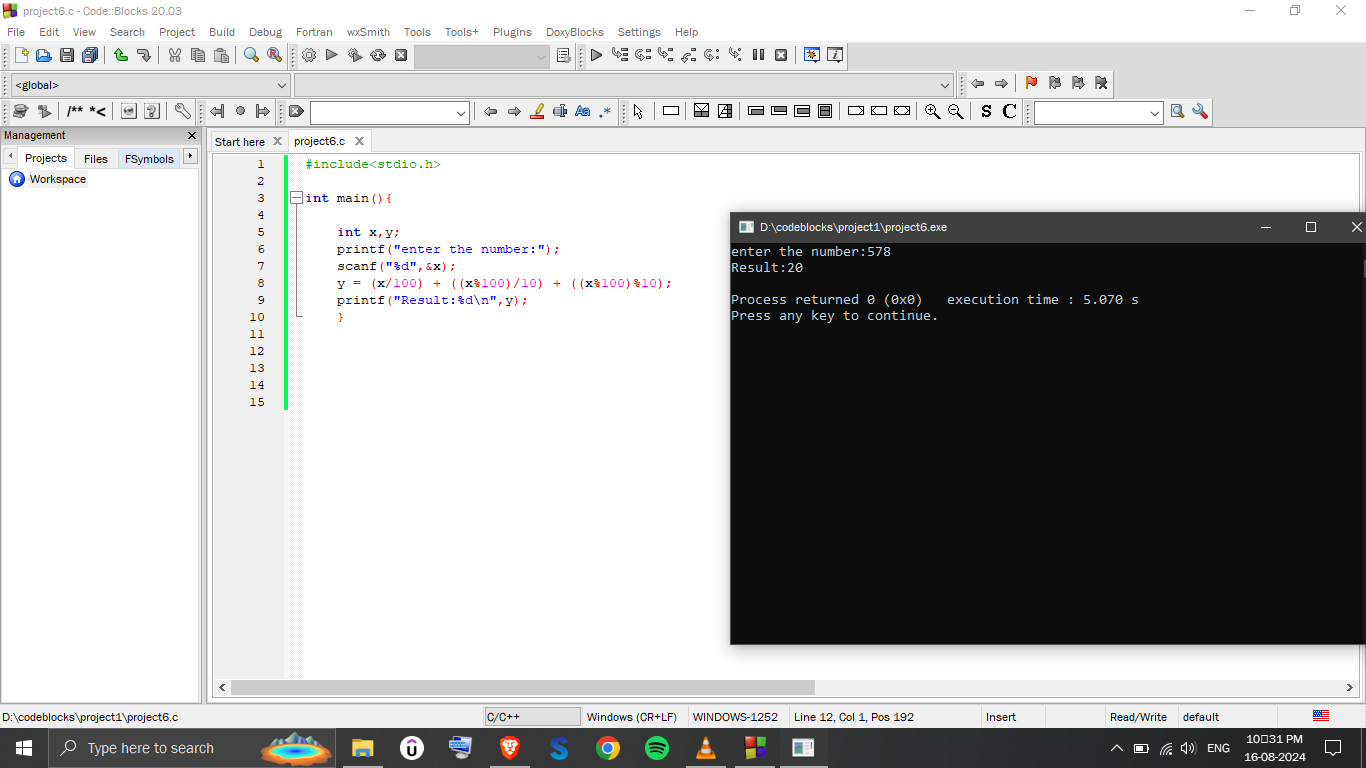 project6.c - Code::Blocks 20.03
File Edit View Search Project Build Debug Fortran wxSmith Tools Tools+ Plugins DoxyBlocks Settings Help
<global>
/** *<
Aa .*
S C
Management
Projects Files FSymbols
Workspace
Start here project6.c
1 #include<stdio.h>
2
3 int main(){
4
5 int x,y;
6 printf("enter the number:");
7 scanf("%d",&x);
8 y = (x/100) + ((x%100)/10) + ((x%100)%10);
9 printf("Result:%d\n",y);
10 }
11
12
13
14
15
D:\codeblocks\project1\project6.exe
enter the number:578
Result:20
Process returned 0 (0x0) execution time : 5.070 s
Press any key to continue.
D:\codeblocks\project1\project6.c C/C++ Windows (CR+LF) WINDOWS-1252 Line 12, Col 1, Pos 192 Insert Read/Write default
Type here to search
ENG
10□31 PM
16-08-2024